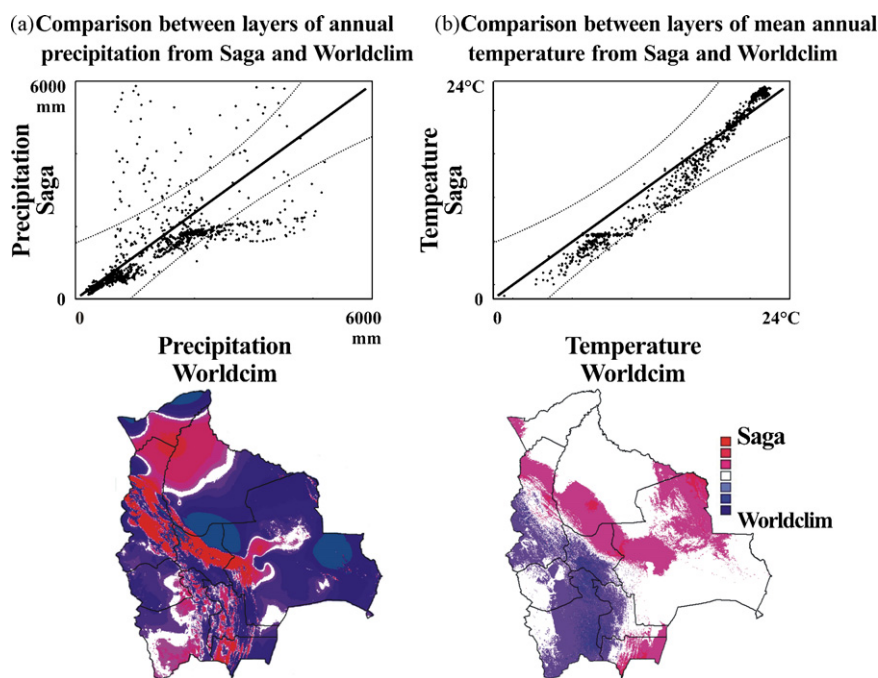 (a) Comparison between layers of annual
precipitation from Saga and Worldclim
6000
mm
Precipitation
Saga
0
0
6000
mm
Precipitation
Worldcim
(b) Comparison between layers of mean annual
temperature from Saga and Worldclim
24°C
Tempeature
Saga
0
0
24°C
Temperature
Worldcim
Saga
Worldclim